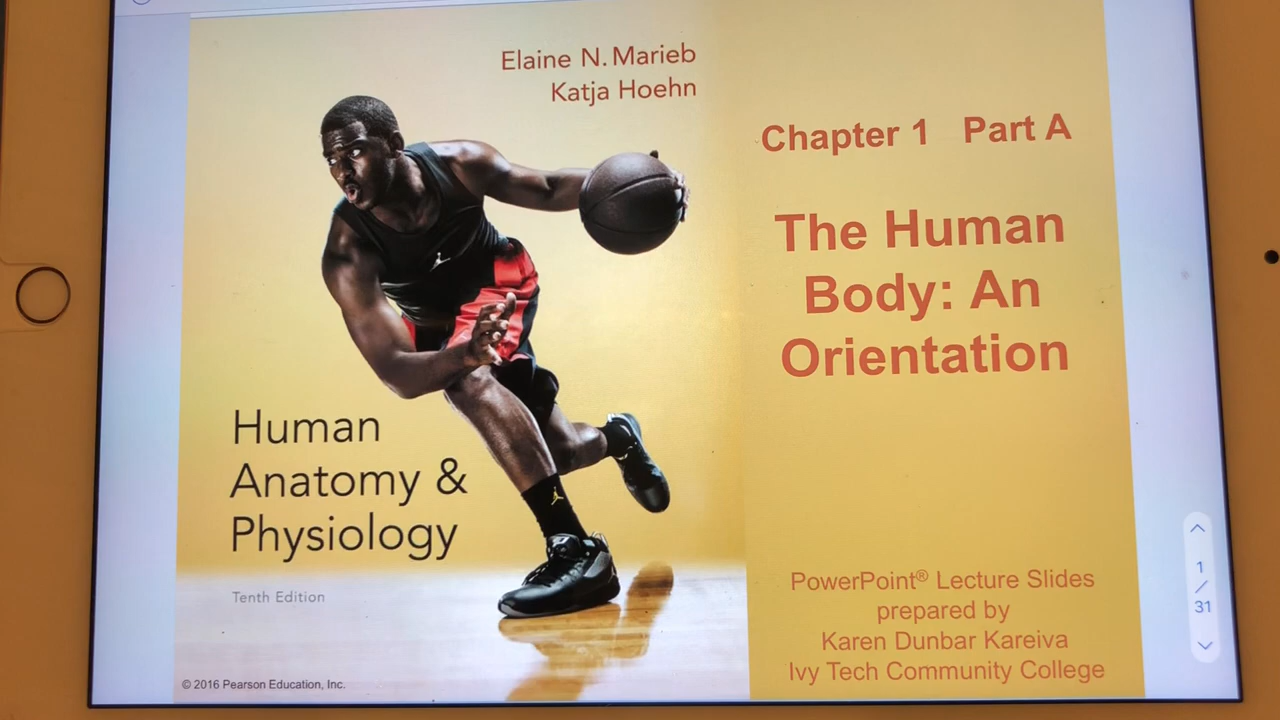 Elaine N. Marieb
Katja Hoehn
Human
Anatomy &
Physiology
Tenth Edition
© 2016 Pearson Education, Inc.
Chapter 1 Part A
The Human
Body: An
Orientation
PowerPoint® Lecture Slides
prepared by
Karen Dunbar Kareiva
Ivy Tech Community College
1
/
31